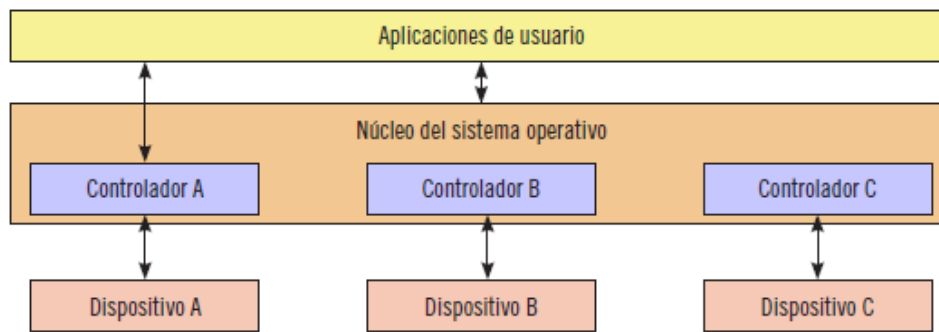 Aplicaciones de usuario
Núcleo del sistema operativo
Controlador A
Controlador B
Controlador C
Dispositivo A
Dispositivo B
Dispositivo C